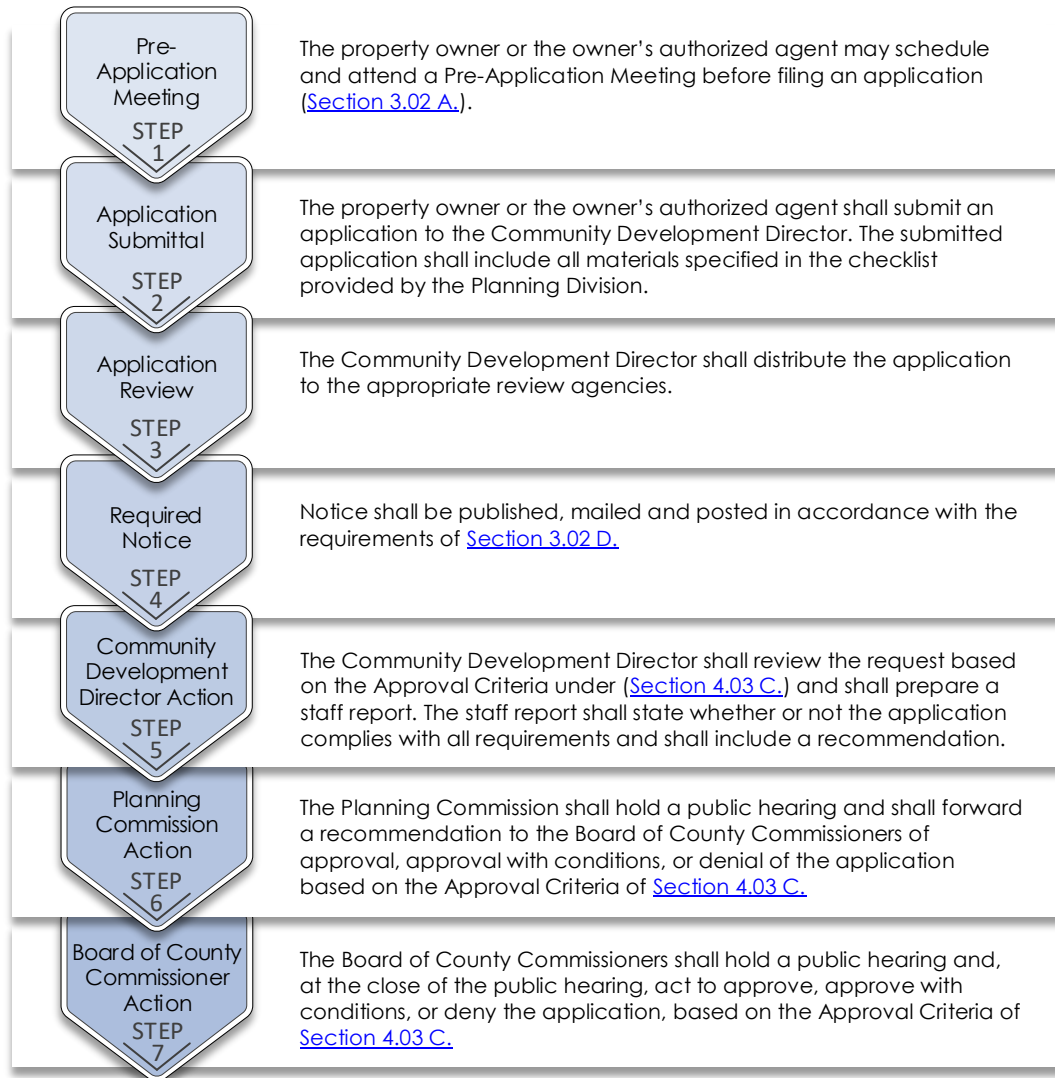 Pre-
Application
Meeting
STEP
1
The property owner or the owner’s authorized agent may schedule
and attend a Pre-Application Meeting before filing an application
(Section 3.02 A.).
Application
Submittal
STEP
2
The property owner or the owner’s authorized agent shall submit an
application to the Community Development Director. The submitted
application shall include all materials specified in the checklist
provided by the Planning Division.
Application
Review
STEP
3
The Community Development Director shall distribute the application
to the appropriate review agencies.
Required
Notice
STEP
4
Notice shall be published, mailed and posted in accordance with the
requirements of Section 3.02 D.
Community
Development
Director Action
STEP
5
The Community Development Director shall review the request based
on the Approval Criteria under (Section 4.03 C.) and shall prepare a
staff report. The staff report shall state whether or not the application
complies with all requirements and shall include a recommendation.
Planning
Commission
Action
STEP
6
The Planning Commission shall hold a public hearing and shall forward
a recommendation to the Board of County Commissioners of
approval, approval with conditions, or denial of the application
based on the Approval Criteria of Section 4.03 C.
Board of County
Commissioner
Action
STEP
7
The Board of County Commissioners shall hold a public hearing and,
at the close of the public hearing, act to approve, approve with
conditions, or deny the application, based on the Approval Criteria of
Section 4.03 C.